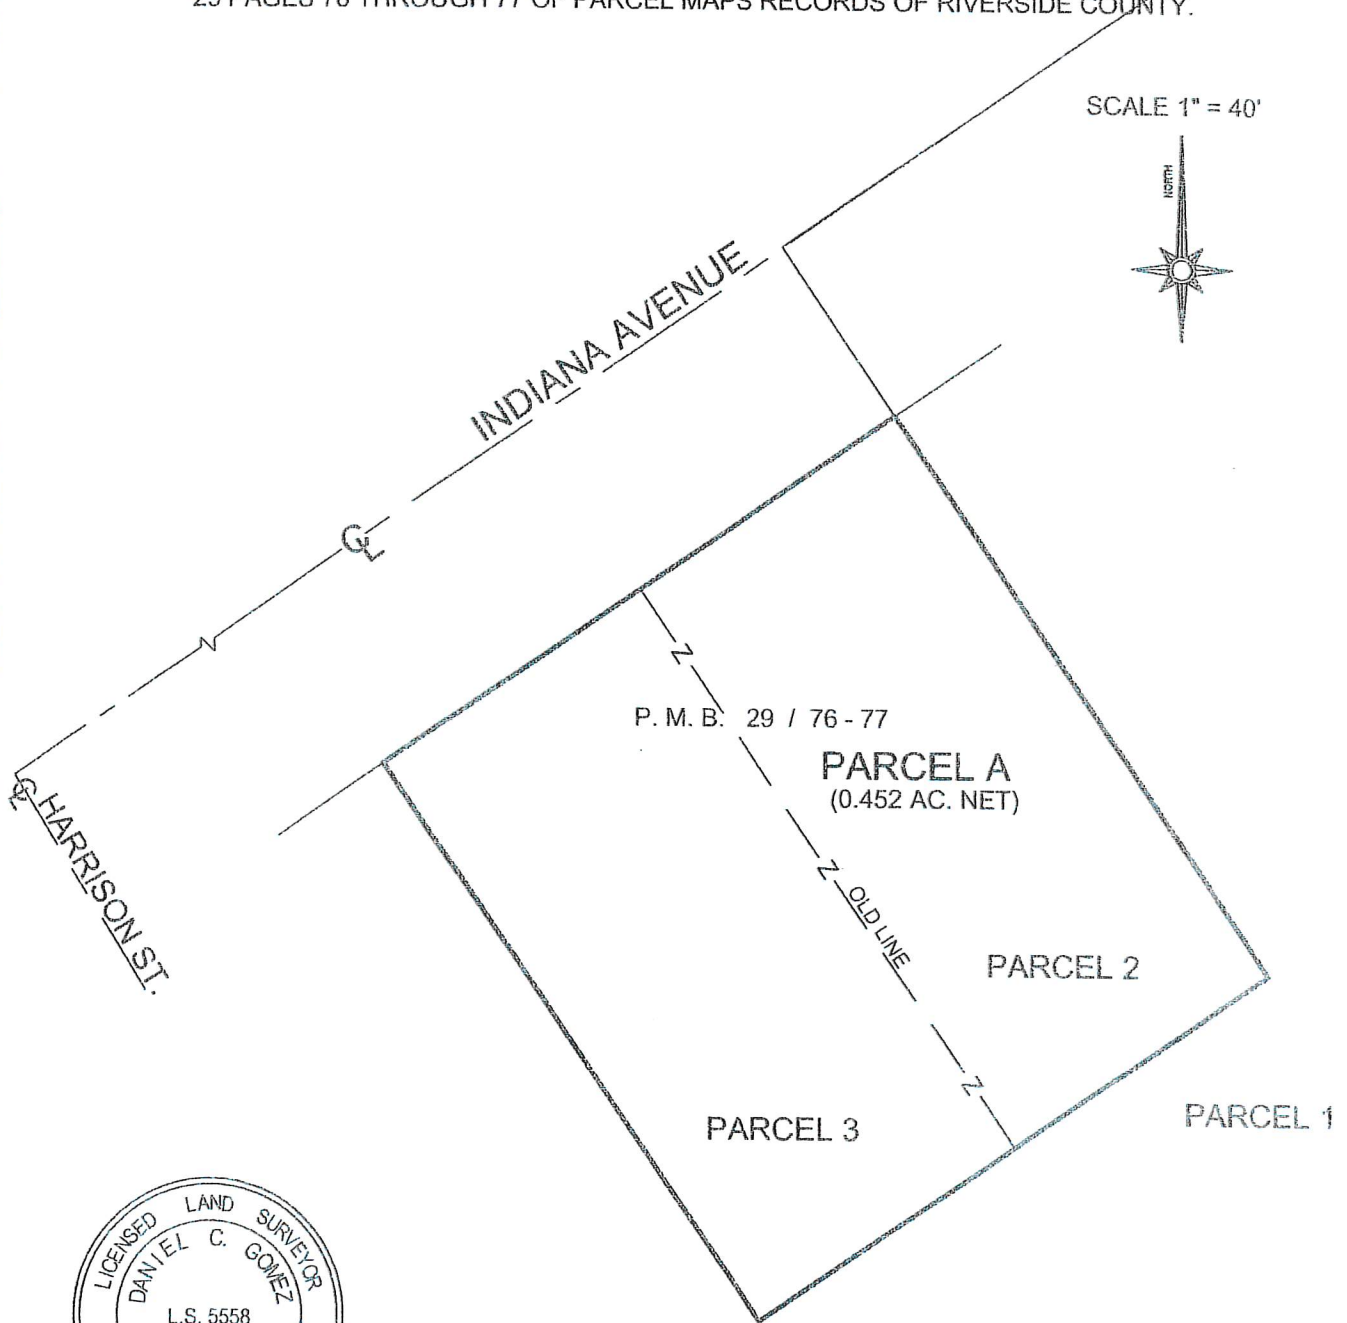 PAGES 76 THROUGH 77 OF PARCEL MAPS RECORDS OF RIVERSIDE COUNTY.
SCALE 1" = 40'
NORTH
INDIANA AVENUE
CL
Z
P. M. B. 29 / 76 - 77
PARCEL A
(0.452 AC. NET)
CL
HARRISON ST.
Z
OLD LINE
PARCEL 2
Z
PARCEL 3
PARCEL 1
LICENSED LAND SURVEYOR
DANIEL C. GOMEZ
L.S. 5558